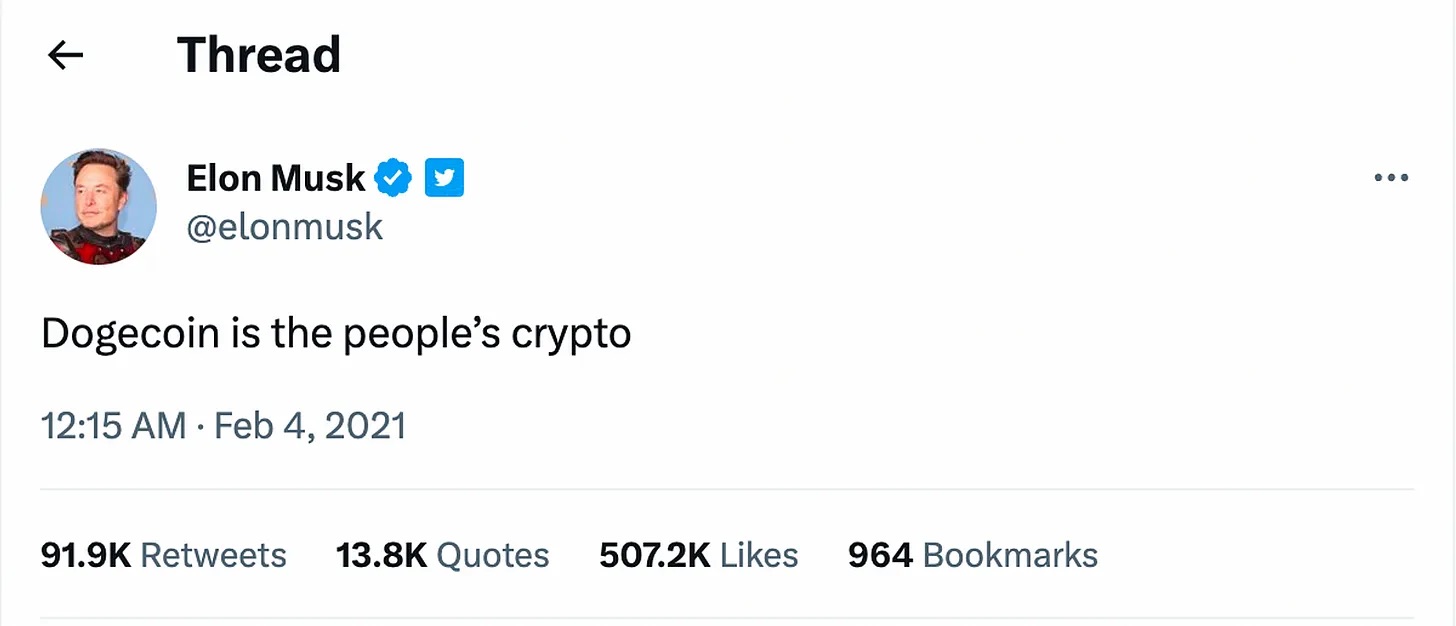 Thread
Elon Musk
@elonmusk
Dogecoin is the people’s crypto
12:15 AM · Feb 4, 2021
91.9K Retweets 13.8K Quotes 507.2K Likes 964 Bookmarks